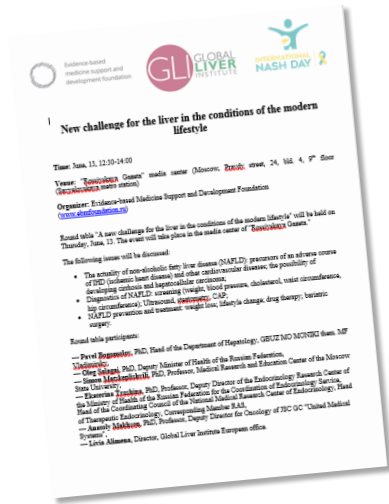 Evidence-based
medicine support and
development foundation
GLI GLOBAL
LIVER
INSTITUTE
INTERNATIONAL
NASH DAY
New challenge for the liver in the conditions of the modern
lifestyle
Time: June, 13, 12:30-14:00
Venue: "Rossiyskaya Gazeta" media center (Moscow, Pravdy street, 24, bld. 4, 9th floor
(Savyolovskaya metro station)
Organizer: Evidence-based Medicine Support and Development Foundation
(www.ebmfoundation.ru)
Round table "A new challenge for the liver in the conditions of the modern lifestyle" will be held on
Thursday, June, 13. The event will take place in the media center of "Rossiyskaya Gazeta."
The following issues will be discussed:
• The actuality of non-alcoholic fatty liver disease (NAFLD): precursors of an adverse course
of IHD (ischemic heart disease) and other cardiovascular diseases; the possibility of
developing cirrhosis and hepatocellular carcinoma;
• Diagnostics of NAFLD: screening (weight, blood pressure, cholesterol, waist circumference,
hip circumference); Ultrasound, steatometry, CAP;
• NAFLD prevention and treatment: weight loss; lifestyle change; drug therapy; bariatric
surgery.
Round table participants:
— Pavel Bogomolov, PhD, Head of the Department of Hepatology, GBUZ MO MONIKI them. MF
Vladimirsky,
— Oleg Salagai, PhD, Deputy Minister of Health of the Russian Federation,
— Simon Matskeplishvili, PhD, Professor, Medical Research and Education Center of the Moscow
State University,
— Ekaterina Troshina, PhD, Professor, Deputy Director of the Endocrinology Research Center of
the Ministry of Health of the Russian Federation for the Coordination of Endocrinology Service,
Head of the Coordinating Council of the National Medical Research Center of Endocrinology, Head
of Therapeutic Endocrinology, Corresponding Member RAS,
— Anatoly Makhson, PhD, Professor, Deputy Director for Oncology of JSC GC "United Medical
Systems",
— Livia Alimena, Director, Global Liver Institute European office.